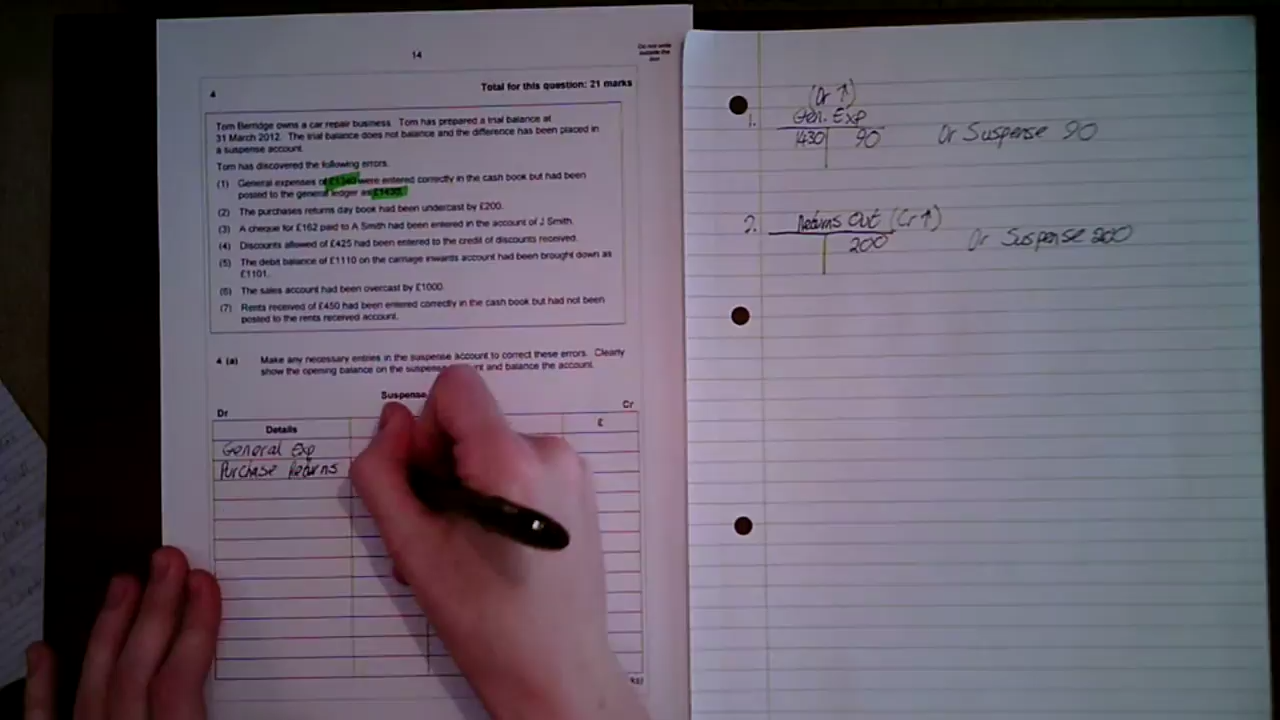 14
Do not write
outside the
box
4
Total for this question: 21 marks
Tom Berridge owns a car repair business. Tom has prepared a trial balance at
31 March 2012. The trial balance does not balance and the difference has been placed in
a suspense account.
Tom has discovered the following errors.
(1) General expenses of £1340 were entered correctly in the cash book but had been
posted to the general ledger as £1430.
(2) The purchases returns day book had been undercast by £200.
(3) A cheque for £162 paid to A Smith had been entered in the account of J Smith.
(4) Discounts allowed of £425 had been entered to the credit of discounts received.
(5) The debit balance of £1110 on the carriage inwards account had been brought down as
£1101.
(6) The sales account had been overcast by £1000.
(7) Rents received of £450 had been entered correctly in the cash book but had not been
posted to the rents received account.
4 (a) Make any necessary entries in the suspense account to correct these errors. Clearly
show the opening balance on the suspense and balance the account.
Suspense
Dr
Cr
Details
£
General Exp
Purchase Returns
(Dr ↑)
1. Gen. Exp
1430 90
Dr Suspense 90
2. Returns Out (Cr ↑)
200
Dr Suspense 200